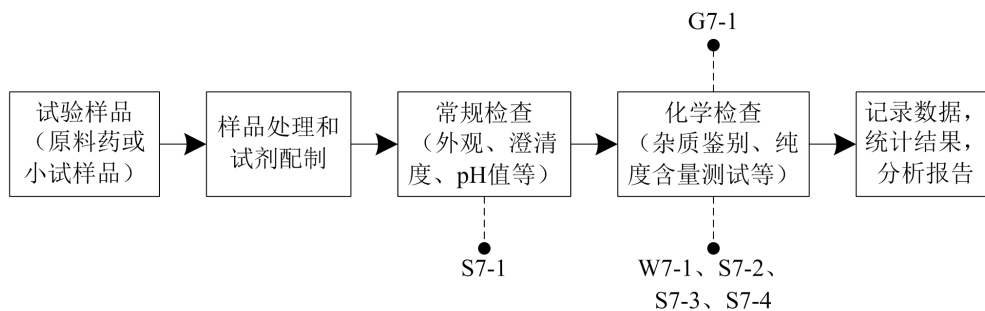 G7-1
试验样品
（原料药或
小试样品）
样品处理和
试剂配制
常规检查
（外观、澄清
度、pH值等）
化学检查
（杂质鉴别、纯
度含量测试等）
记录数据，
统计结果，
分析报告
S7-1
W7-1、S7-2、
S7-3、S7-4